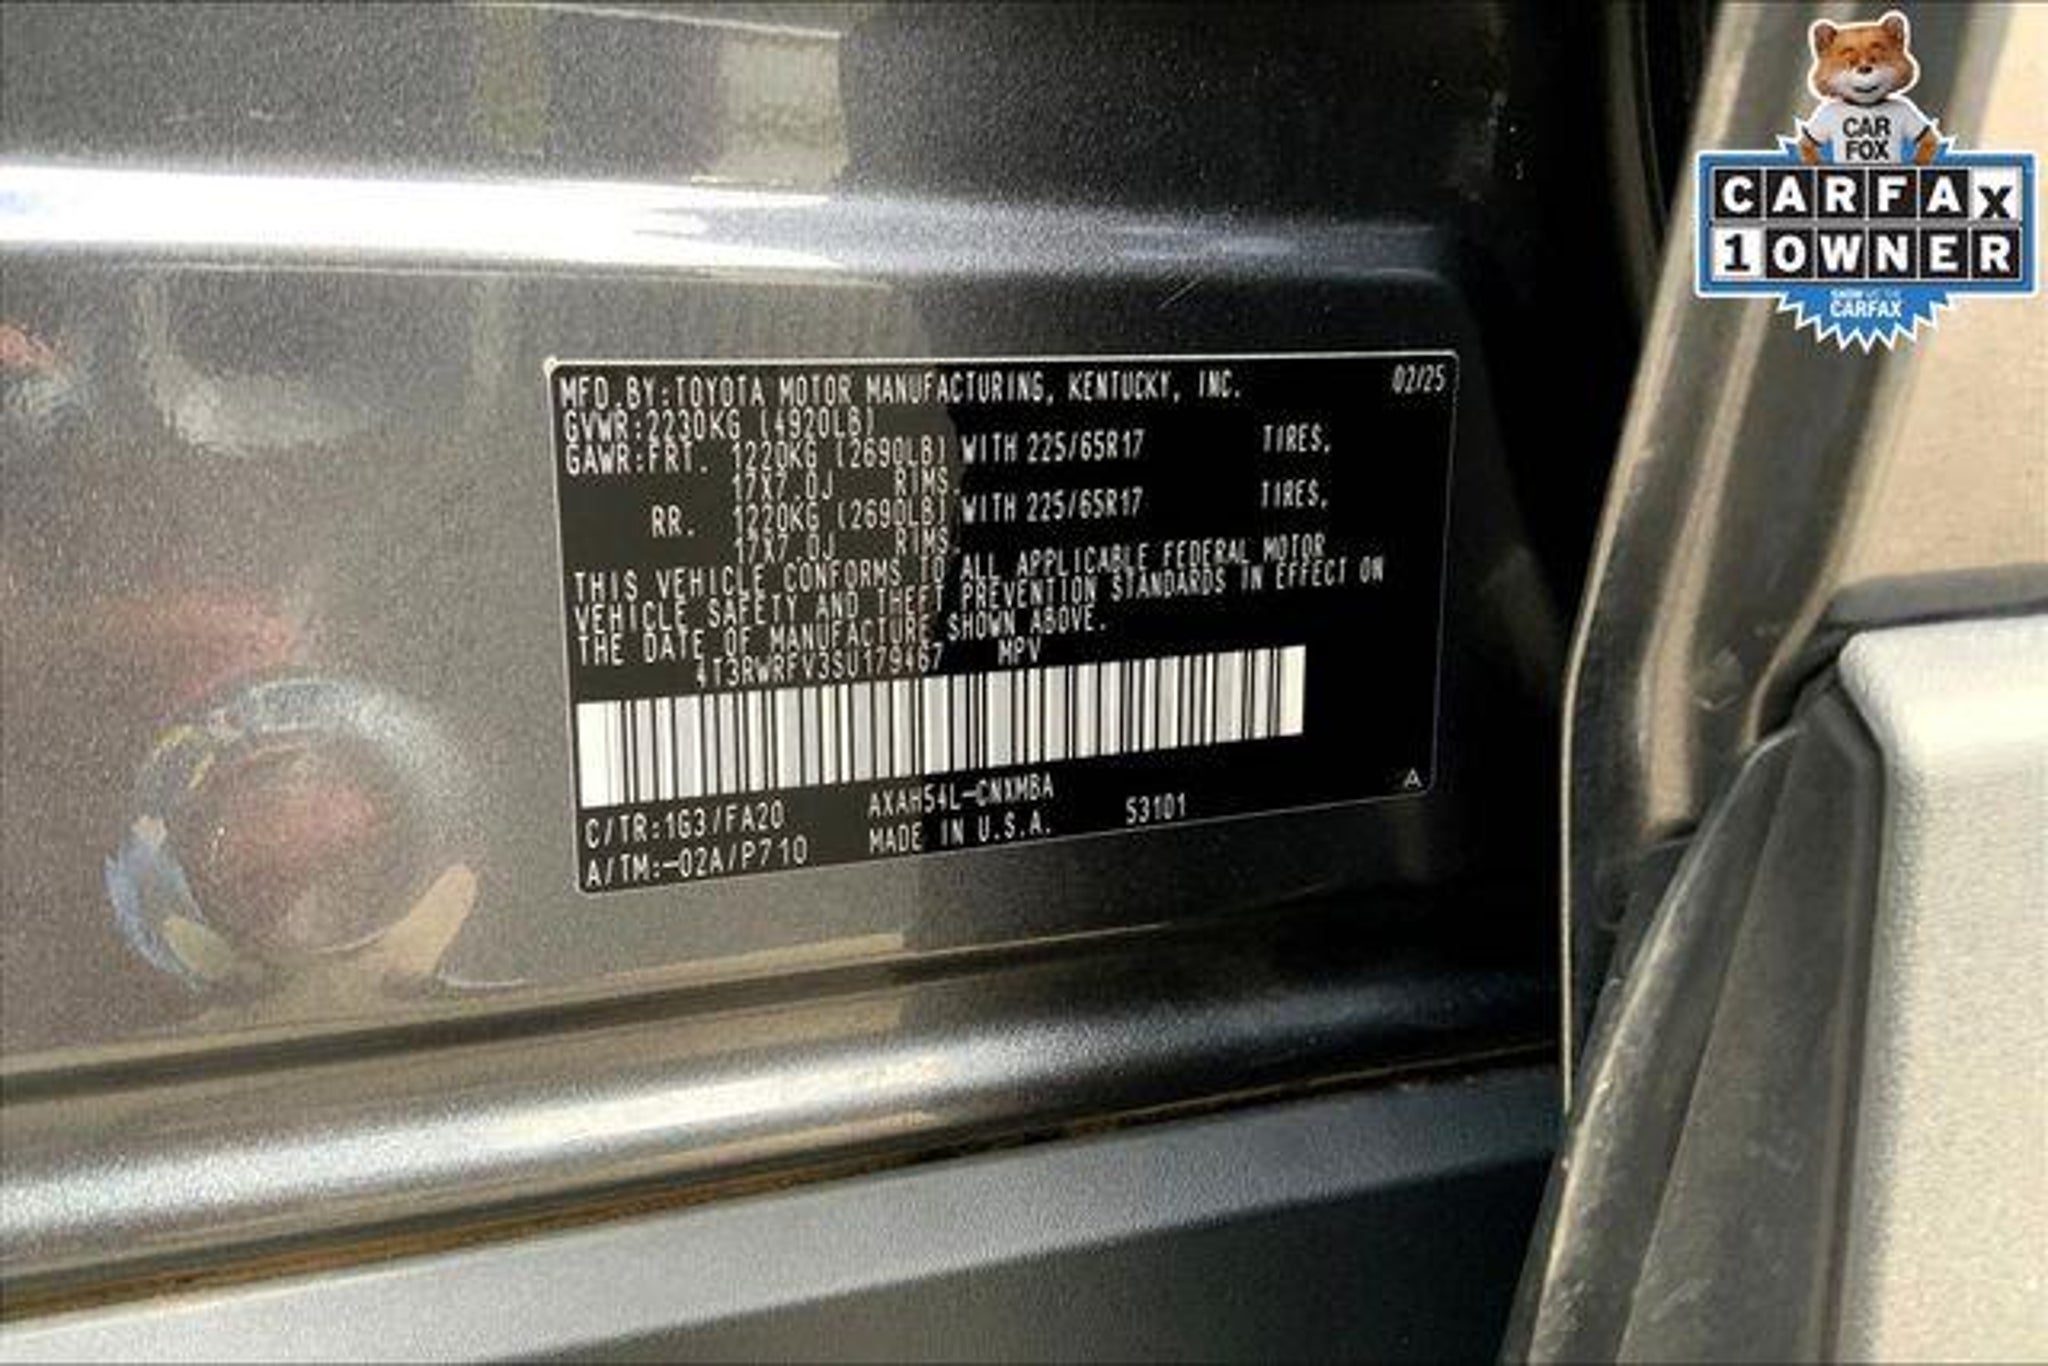 MFD.BY:TOYOTA MOTOR MANUFACTURING, KENTUCKY, INC. 02/25
GVWR:2230KG (4920LB)
GAWR:FRT. 1220KG (2690LB) WITH 225/65R17 TIRES,
17X7.0J RIMS.
RR. 1220KG (2690LB) WITH 225/65R17 TIRES,
17X7.0J RIMS.
THIS VEHICLE CONFORMS TO ALL APPLICABLE FEDERAL MOTOR
VEHICLE SAFETY AND THEFT PREVENTION STANDARDS IN EFFECT ON
THE DATE OF MANUFACTURE SHOWN ABOVE.
4T3RWRFV3SU179467 MPV
C/TR:1G3/FA20 AXAH54L-CNXMBA
A/TM:-02A/P710 MADE IN U.S.A. 53101
A
CAR
FOX
CARFAX
1 OWNER
CARFAX